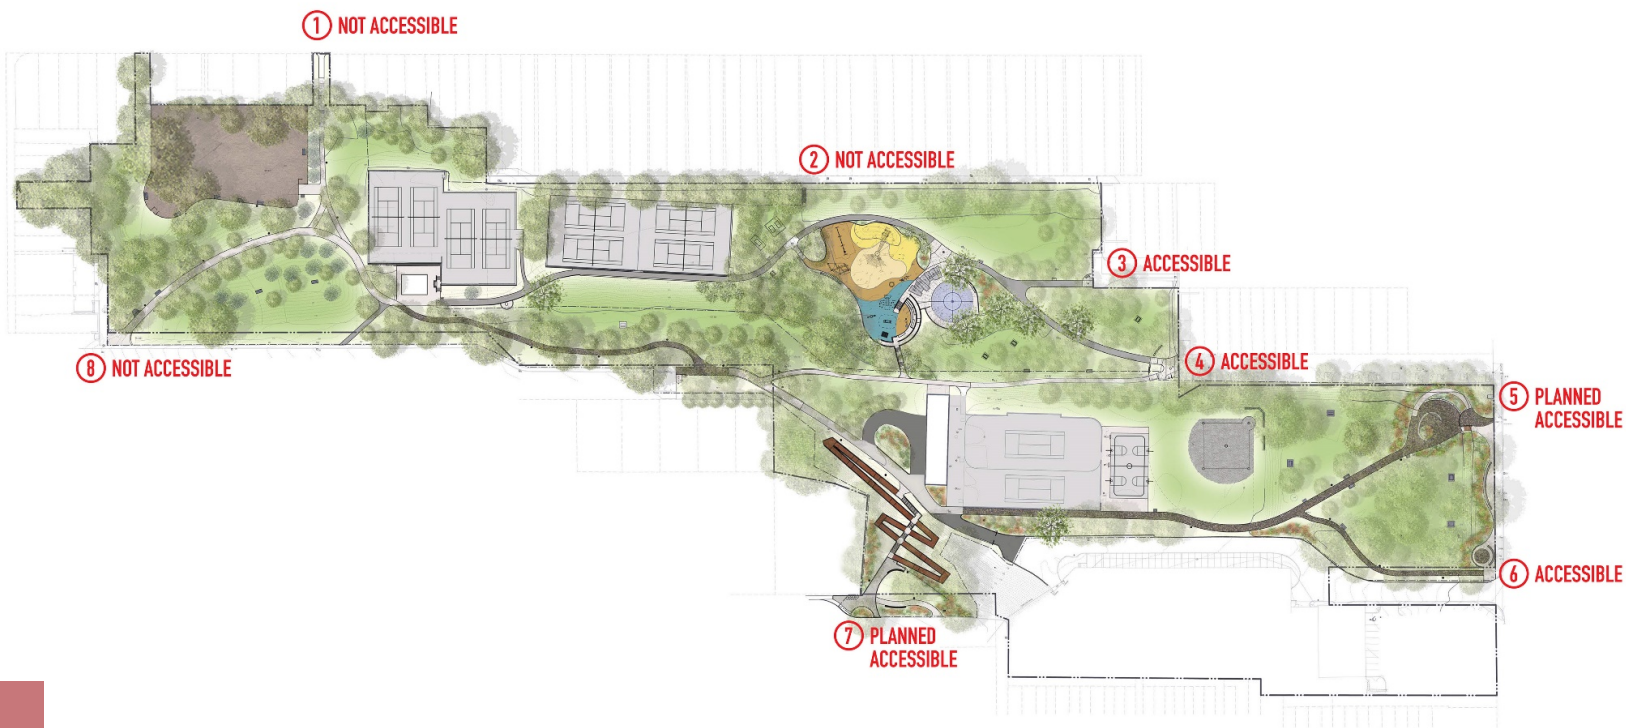 1 NOT ACCESSIBLE
2 NOT ACCESSIBLE
3 ACCESSIBLE
4 ACCESSIBLE
5 PLANNED
ACCESSIBLE
6 ACCESSIBLE
7 PLANNED
ACCESSIBLE
8 NOT ACCESSIBLE